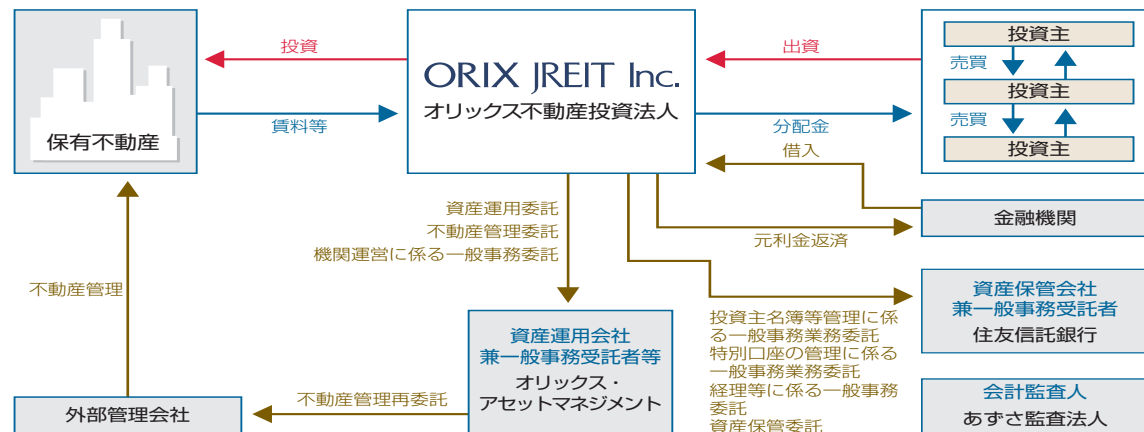 投資
出資
ORIX JREIT Inc.
オリックス不動産投資法人
保有不動産
賃料等
分配金
借入
投資主
売買
投資主
売買
投資主
金融機関
元利金返済
資産運用委託
不動産管理委託
機関運営に係る一般事務委託
不動産管理
資産保管会社
兼一般事務受託者
住友信託銀行
投資主名簿等管理に係
る一般事務業務委託
特別口座の管理に係る
一般事務業務委託
経理等に係る一般事務
委託
資産保管委託
資産運用会社
兼一般事務受託者等
オリックス・
アセットマネジメント
不動産管理再委託
外部管理会社
会計監査人
あずさ監査法人